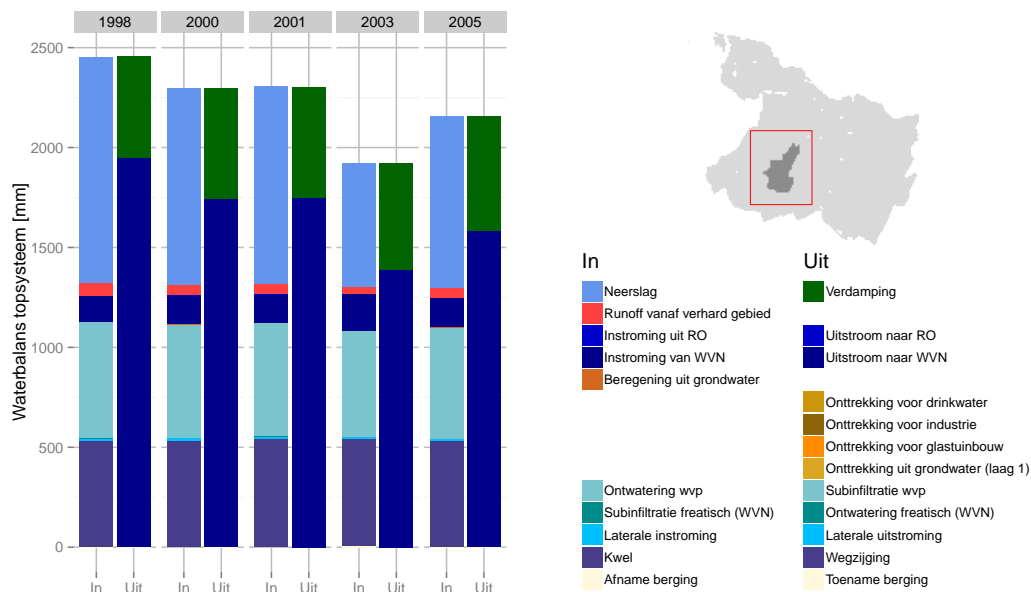 1998 2000 2001 2003 2005
Waterbalans topsysteem [mm]
2500
2000
1500
1000
500
0
In Uit In Uit In Uit In Uit In Uit
In
Neerslag
Runoff vanaf verhard gebied
Instroming uit RO
Instroming van WVN
Beregening uit grondwater
Ontwatering wvp
Subinfiltratie freatisch (WVN)
Laterale instroming
Kwel
Afname berging
Uit
Verdamping
Uitstroom naar RO
Uitstroom naar WVN
Onttrekking voor drinkwater
Onttrekking voor industrie
Onttrekking voor glastuinbouw
Onttrekking uit grondwater (laag 1)
Subinfiltratie wvp
Ontwatering freatisch (WVN)
Laterale uitstroming
Wegzijging
Toename berging